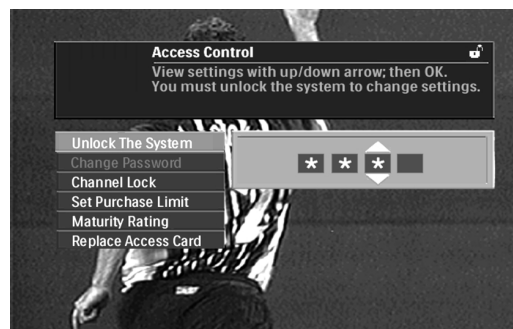 Access Control
View settings with up/down arrow; then OK.
You must unlock the system to change settings.
Unlock The System
* * *
Change Password
Channel Lock
Set Purchase Limit
Maturity Rating
Replace Access Card